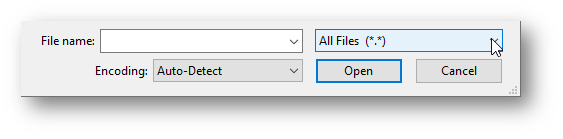 File name: All Files (*.*)
Encoding: Auto-Detect Open Cancel